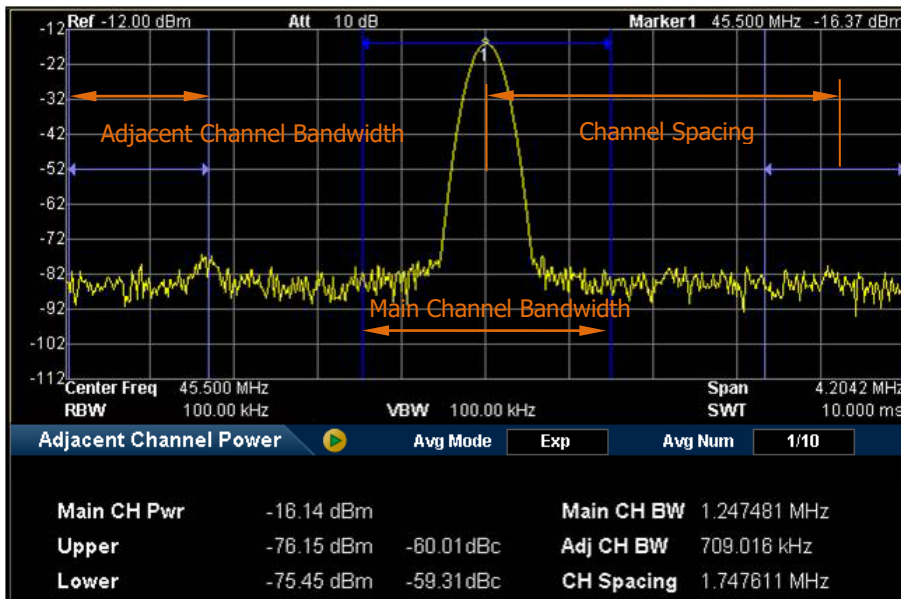 Ref -12.00 dBm Att 10 dB Marker1 45.500 MHz -16.37 dBm
-12
-22
-32
-42
-52
-62
-72
-82
-92
-102
-112
1
Adjacent Channel Bandwidth
Channel Spacing
Main Channel Bandwidth
Center Freq 45.500 MHz Span 4.2042 MHz
RBW 100.00 kHz VBW 100.00 kHz SWT 10.000 ms
Adjacent Channel Power Avg Mode Exp Avg Num 1/10
Main CH Pwr -16.14 dBm Main CH BW 1.247481 MHz
Upper -76.15 dBm -60.01dBc Adj CH BW 709.016 kHz
Lower -75.45 dBm -59.31dBc CH Spacing 1.747611 MHz